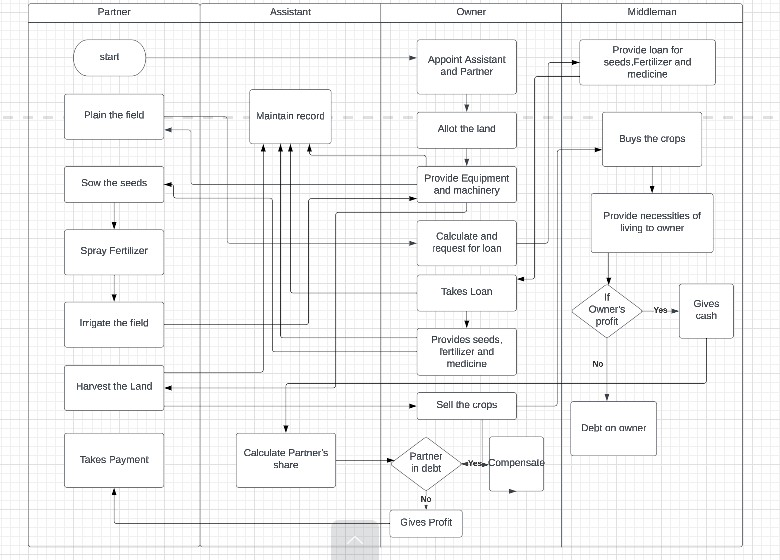 Partner
Assistant
Owner
Middleman
start
Appoint Assistant
and Partner
Provide loan for
seeds,Fertilizer and
medicine
Plain the field
Maintain record
Allot the land
Buys the crops
Sow the seeds
Provide Equipment
and machinery
Provide necessities of
living to owner
Spray Fertilizer
Calculate and
request for loan
Takes Loan
If
Owner's
profit
Yes
Gives
cash
Irrigate the field
Provides seeds,
fertilizer and
medicine
No
Harvest the Land
Sell the crops
Debt on owner
Takes Payment
Calculate Partner's
share
Partner
in debt
Yes
Compensate
No
Gives Profit